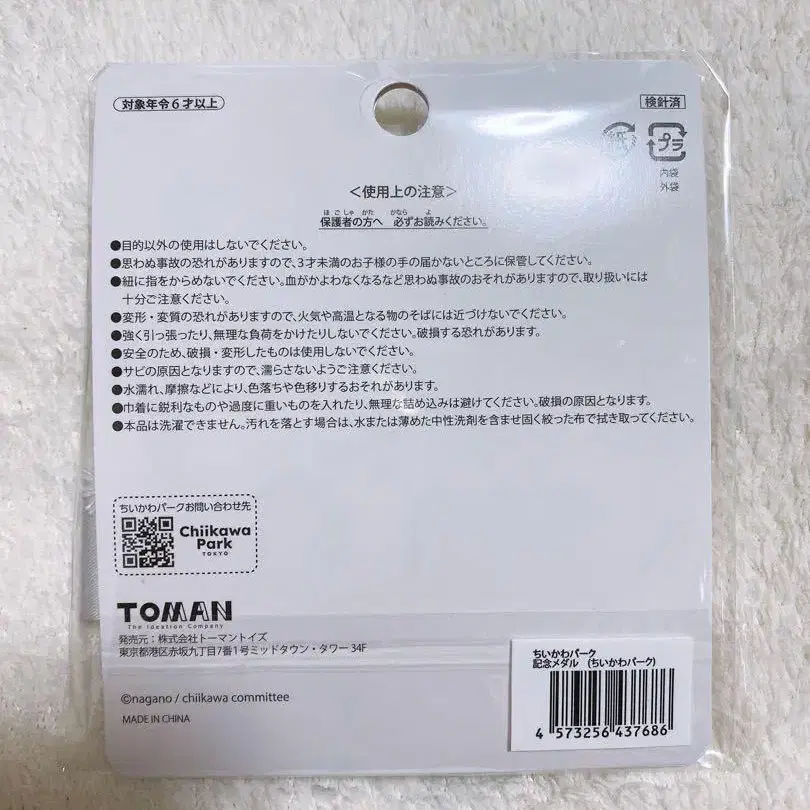 対象年令6才以上
検針済
紙
プラ
内袋
外袋
＜使用上の注意＞
ほ ご しゃ かた かなら よ
保護者の方へ 必ずお読みください。
●目的以外の使用はしないでください。
●思わぬ事故の恐れがありますので、3才未満のお子様の手の届かないところに保管してください。
●紐に指をからめないでください。血がかよわなくなるなど思わぬ事故のおそれがありますので、取り扱いには
十分ご注意ください。
●変形・変質の恐れがありますので、火気や高温となる物のそばには近づけないでください。
●強く引っ張ったり、無理な負荷をかけたりしないでください。破損する恐れがあります。
●安全のため、破損・変形したものは使用しないでください。
●サビの原因となりますので、濡らさないようご注意ください。
●水濡れ、摩擦などにより、色落ちや色移りするおそれがあります。
●巾着に鋭利なものや過度に重いものを入れたり、無理な詰め込みは避けてください。破損の原因となります。
●本品は洗濯できません。汚れを落とす場合は、水または薄めた中性洗剤を含ませ固く絞った布で拭き取ってください。
ちいかわパークお問い合わせ先
Chiikawa
Park
TOKYO
TOMAN
The Ideation Company
発売元：株式会社トーマントイズ
東京都港区赤坂九丁目7番1号ミッドタウン・タワー 34F
©nagano / chiikawa committee
MADE IN CHINA
ちいかわパーク
記念メダル （ちいかわパーク）
4 573256 437686